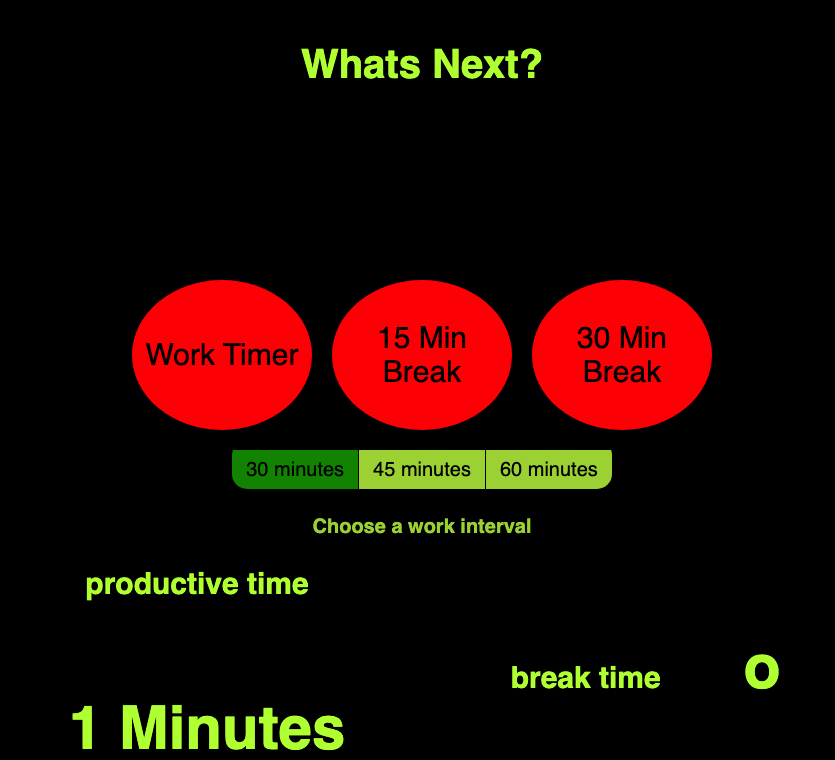 Whats Next?
Work Timer
15 Min
Break
30 Min
Break
30 minutes
45 minutes
60 minutes
Choose a work interval
productive time
1 Minutes
break time
0